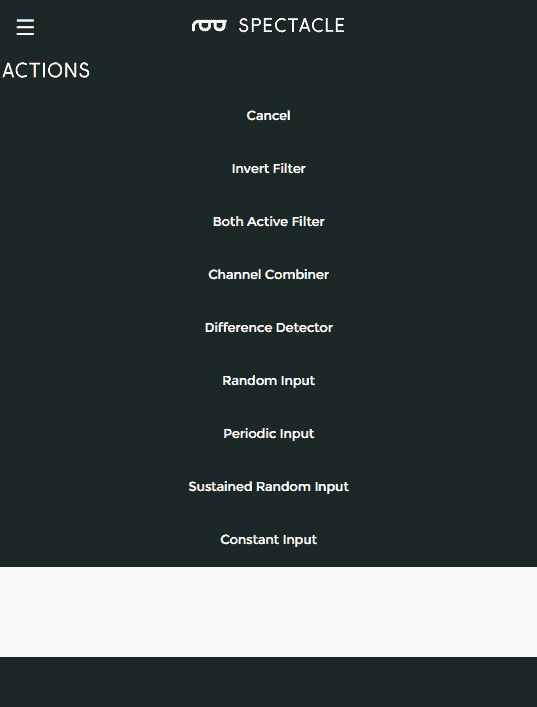 SPECTACLE
ACTIONS
Cancel
Invert Filter
Both Active Filter
Channel Combiner
Difference Detector
Random Input
Periodic Input
Sustained Random Input
Constant Input